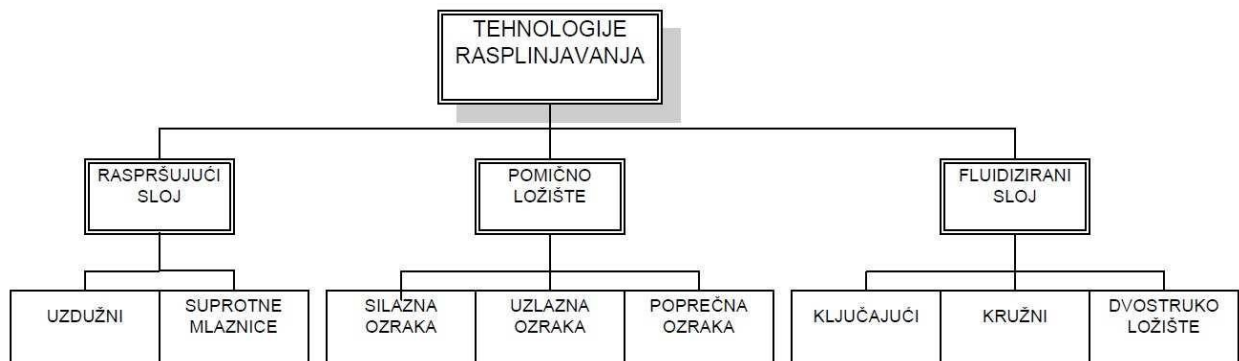 TEHNOLOGIJE
RASPLINJAVANJA
RASPRŠUJUĆI
SLOJ
POMIČNO
LOŽIŠTE
FLUIDIZIRANI
SLOJ
UZDUŽNI
SUPROTNE
MLAZNICE
SILAZNA
OZRAKA
UZLAZNA
OZRAKA
POPREČNA
OZRAKA
KLJUČAJUĆI
KRUŽNI
DVOSTRUKO
LOŽIŠTE